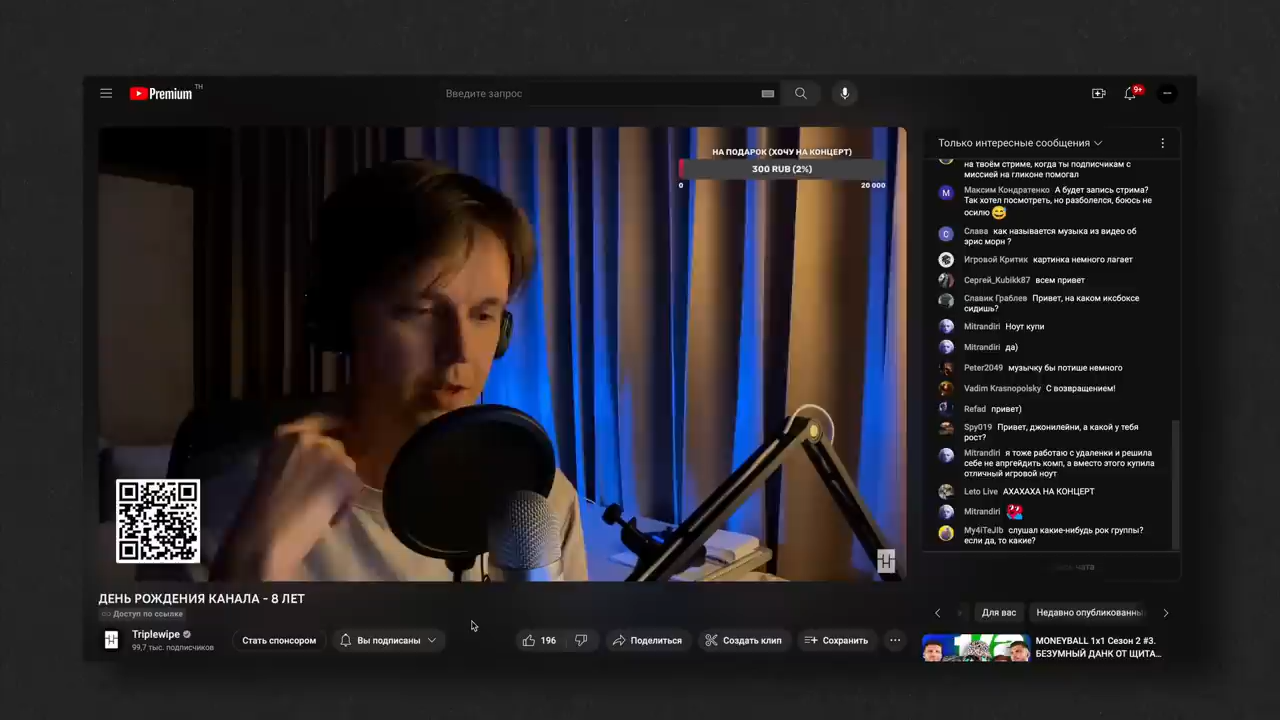 Premium TH
Введите запрос
9+
НА ПОДАРОК (ХОЧУ НА КОНЦЕРТ)
300 RUB (2%)
0 20 000
ДЕНЬ РОЖДЕНИЯ КАНАЛА - 8 ЛЕТ
Доступ по ссылке
Triplewipe
99,7 тыс. подписчиков
Стать спонсором
Вы подписаны
196
Поделиться
Создать клип
Сохранить
Только интересные сообщения
на твоём стриме, когда ты подписчикам с
миссией на гликоне помогал
М
Максим Кондратенко А будет запись стрима?
Так хотел посмотреть, но разболелся, боюсь не
осилю
С
Слава как называется музыка из видео об
эрис морн ?
Игровой Критик картинка немного лагает
Сергей_Kubikk87 всем привет
Славик Граблев Привет, на каком иксбоксе
сидишь?
Mitrandiri Ноут купи
Mitrandiri да)
Peter2049 музычку бы потише немного
Vadim Krasnopolsky С возвращением!
Refad привет)
Spy019 Привет, джонилейни, а какой у тебя
рост?
Mitrandiri я тоже работаю с удаленки и решила
себе не апргейдить комп, а вместо этого купила
отличный игровой ноут
Leto Live АХАХАХА НА КОНЦЕРТ
Mitrandiri
My4iTeJIb слушал какие-нибудь рок группы?
если да, то какие?
чата
Для вас
Недавно опубликованны
MONEYBALL 1x1 Сезон 2 #3.
БЕЗУМНЫЙ ДАНК ОТ ЩИТА...